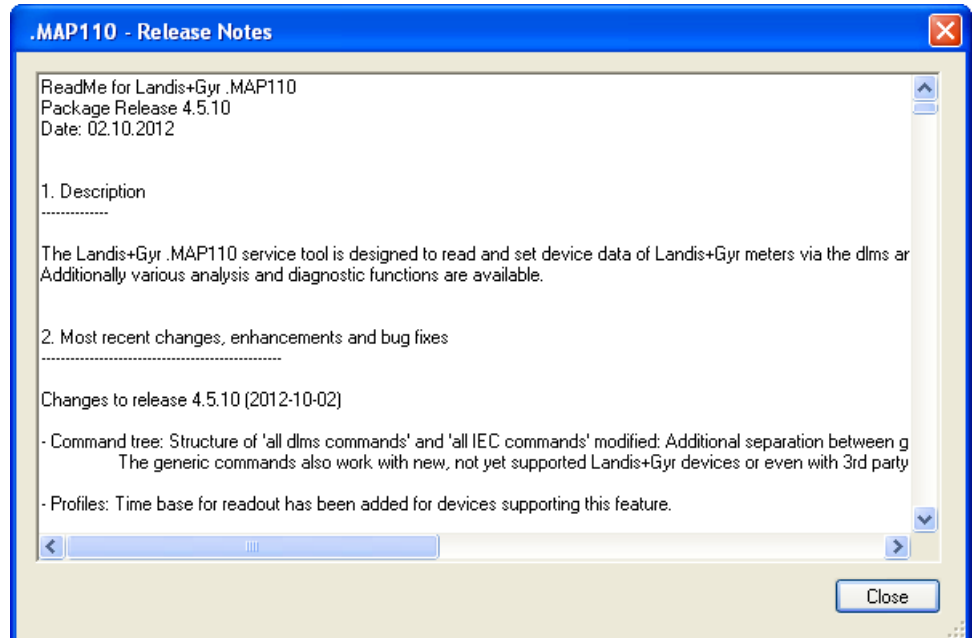 .MAP110 - Release Notes
ReadMe for Landis+Gyr .MAP110
Package Release 4.5.10
Date: 02.10.2012
1. Description
--------------
The Landis+Gyr .MAP110 service tool is designed to read and set device data of Landis+Gyr meters via the dlms ar
Additionally various analysis and diagnostic functions are available.
2. Most recent changes, enhancements and bug fixes
--------------------------------------------------
Changes to release 4.5.10 (2012-10-02)
- Command tree: Structure of 'all dlms commands' and 'all IEC commands' modified: Additional separation between g
The generic commands also work with new, not yet supported Landis+Gyr devices or even with 3rd party
- Profiles: Time base for readout has been added for devices supporting this feature.
Close